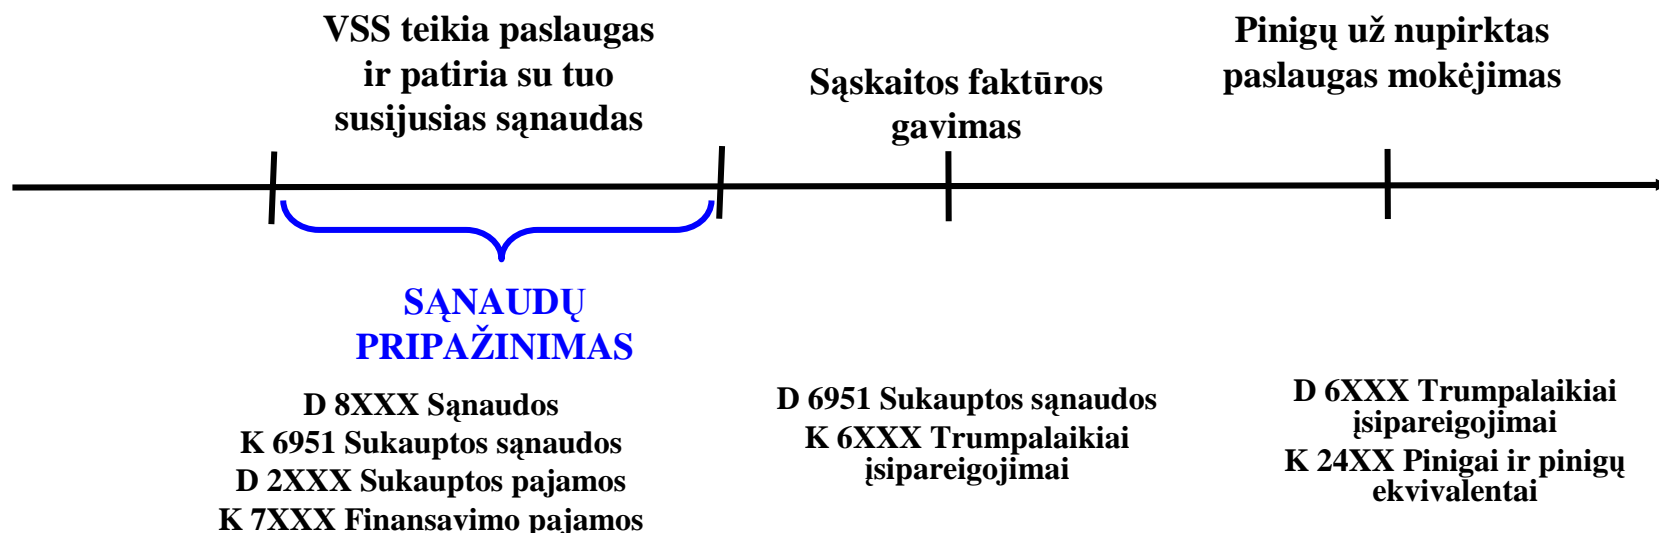 VSS teikia paslaugas
ir patiria su tuo
susijusias sąnaudas
Sąskaitos faktūros
gavimas
Pinigų už nupirktas
paslaugas mokėjimas
SĄNAUDŲ
PRIPAŽINIMAS
D 8XXX Sąnaudos
K 6951 Sukauptos sąnaudos
D 2XXX Sukauptos pajamos
K 7XXX Finansavimo pajamos
D 6951 Sukauptos sąnaudos
K 6XXX Trumpalaikiai
įsipareigojimai
D 6XXX Trumpalaikiai
įsipareigojimai
K 24XX Pinigai ir pinigų
ekvivalentai